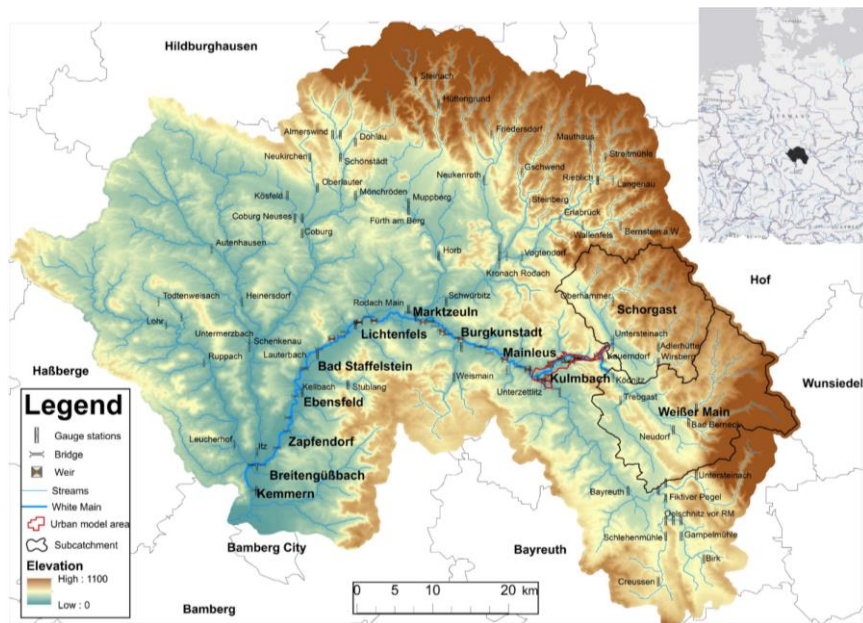 Hildburghausen
Steinach
Hüttengrund
Almerswind
Döhlau
Friedersdorf
Mauthaus
Neukirchen
Schönstädt
Streitmühle
Gschwend
Rieblich
Oberlauter
Neukenroth
Langenau
Kösfeld
Mönchröden
Muppberg
Steinberg
Coburg Neuses
Fürth am Berg
Erlabrück
Coburg
Wallenfels
Bernstein a.W
Autenhausen
Horb
Vogtendorf
Kronach Rodach
Hof
Todtenweisach
Heinersdorf
Rodach Main
Schwürbitz
Oberhammer
Marktzeuln
Schorgast
Lohr
Untermerzbach
Schenkenau
Lichtenfels
Burgkunstadt
Untersteinach
Adlerhütte
Ruppach
Lauterbach
Mainleus
Kauerndorf
Wirsberg
Haßberge
Bad Staffelstein
Kulmbach
Ködnitz
Wunsiedel
Keilbach
Stublang
Weismain
Unterzettlitz
Trebgast
Ebensfeld
Weißer Main
Bad Berneck
Leucherhof
Itz
Zapfendorf
Neudorf
Breitengüßbach
Untersteinach
Kemmern
Bayreuth
Fiktiver Pegel
Oelschnitz vor RM
Bamberg City
Bayreuth
Schlehenmühle
Gampelmühle
Birk
Creussen
Bamberg
Legend
Gauge stations
Bridge
Weir
Streams
White Main
Urban model area
Subcatchment
Elevation
High : 1100
Low : 0
0 5 10 20 km